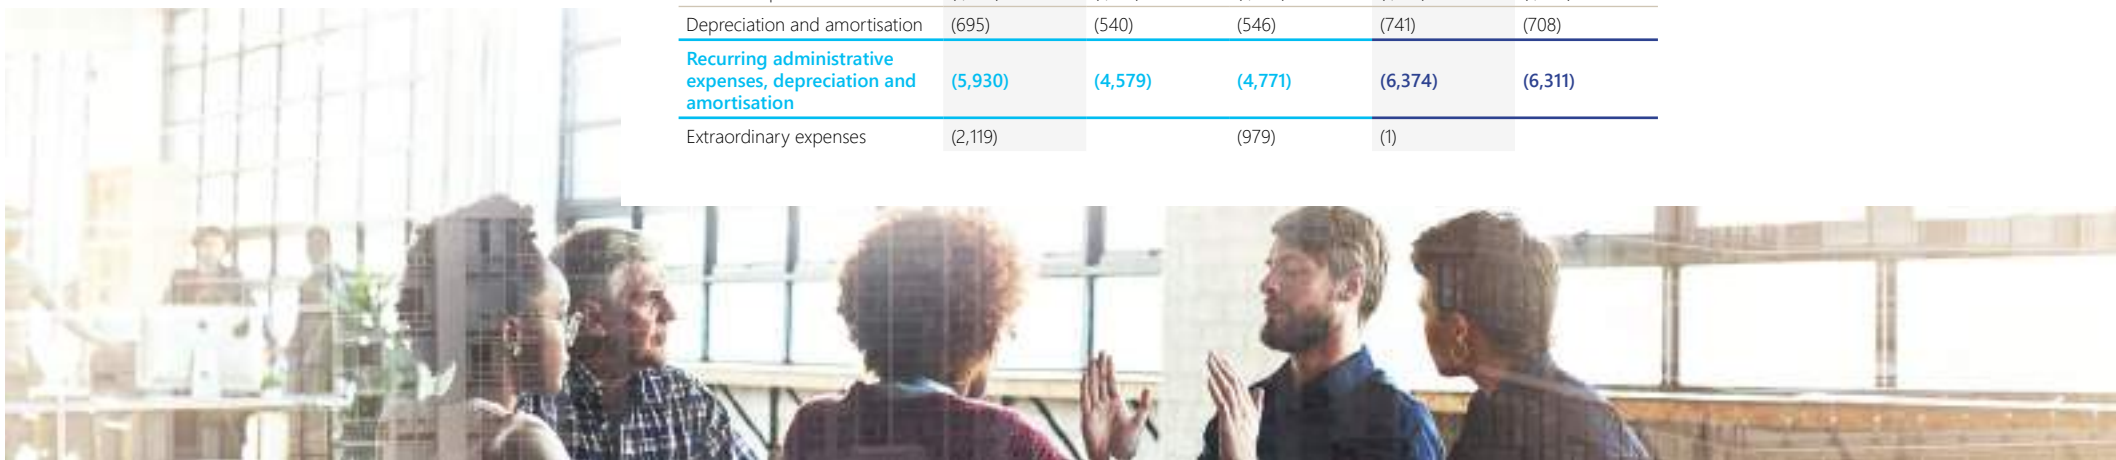 Depreciation and amortisation (695) (540) (546) (741) (708)
Recurring administrative
expenses, depreciation and (5,930) (4,579) (4,771) (6,374) (6,311)
amortisation
Extraordinary expenses (2,119) (979) (1)